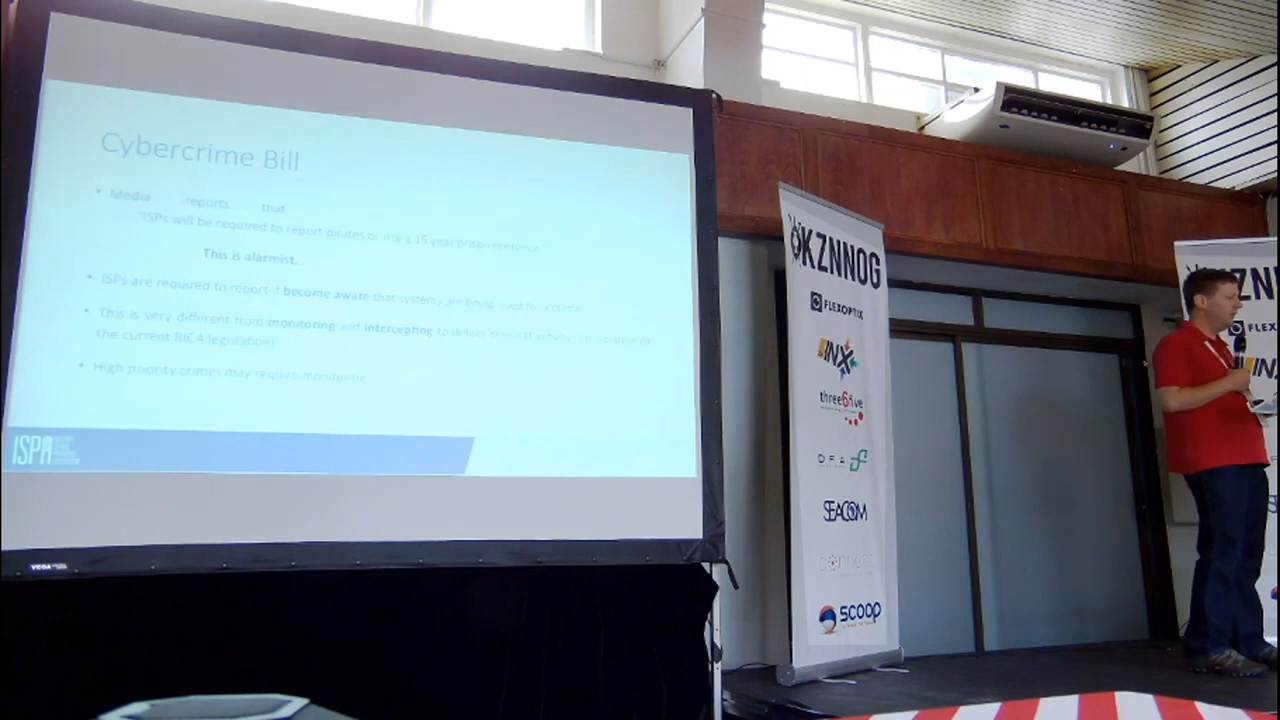 Cybercrime Bill
• Media reports that
"ISPs will be required to report pirates or risk a 15 year prison sentence"
This is alarmist.
• ISPs are required to report if become aware that systems are being used for crime
• This is very different from monitoring and intercepting to detect criminal activity
the current RICA legislation)
• High priority crimes may require monitoring
ISPA
KZNNOG
FLEXOPTIX
INX
three6five
DFA
SEACOM
scoop
KZNN
FLEXO
INX